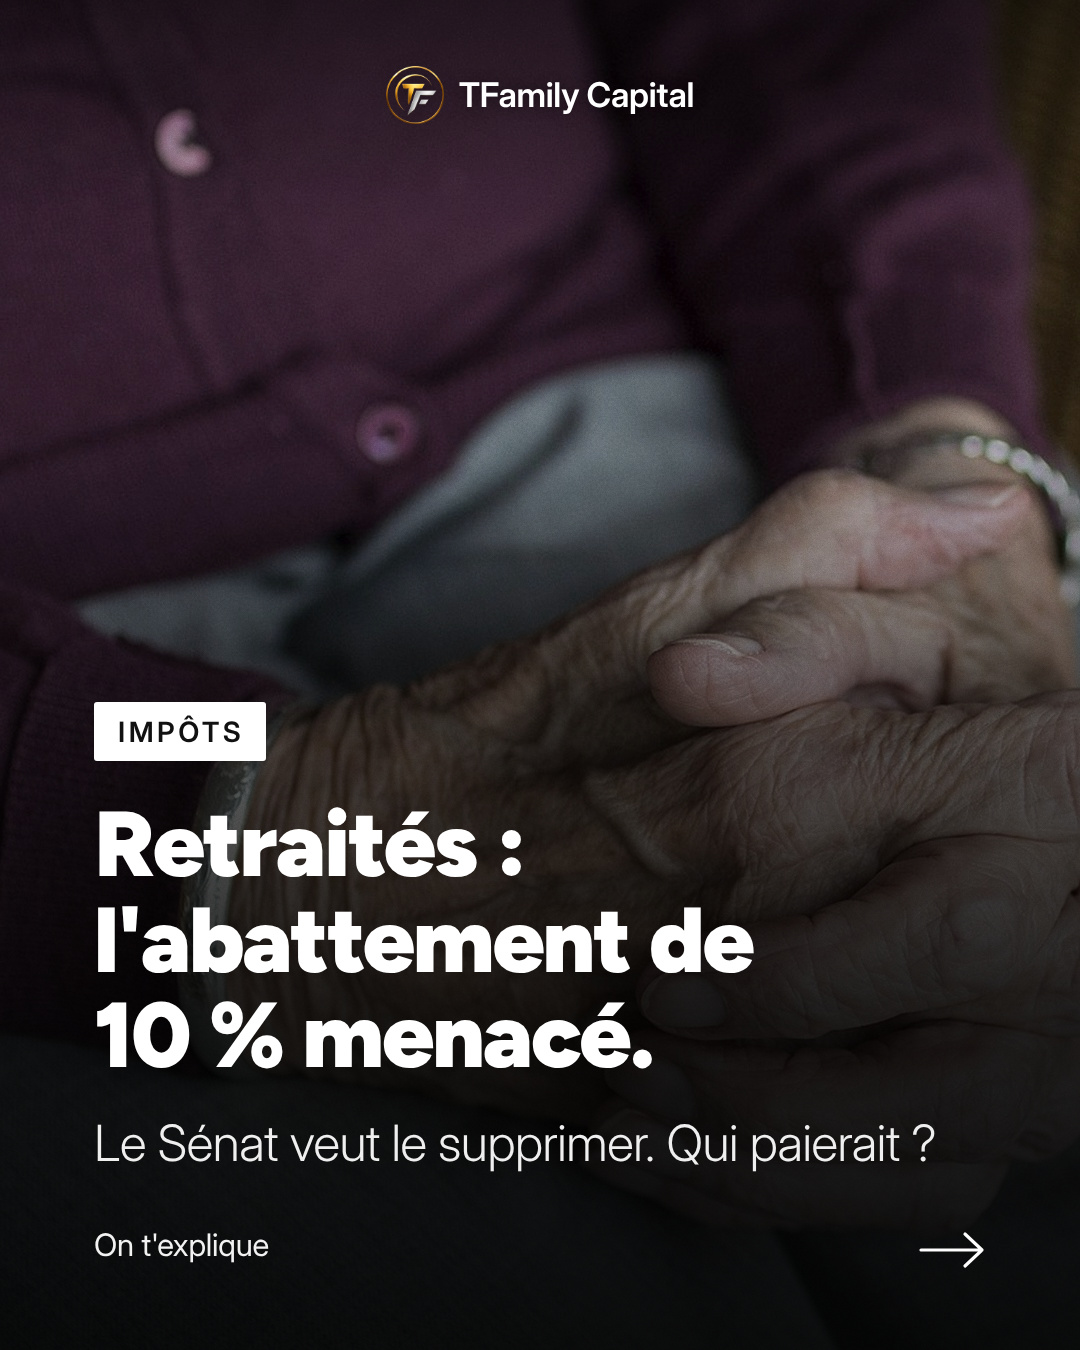 TFamily Capital
IMPÔTS
Retraités :
l'abattement de
10 % menacé.
Le Sénat veut le supprimer. Qui paierait ?
On t'explique